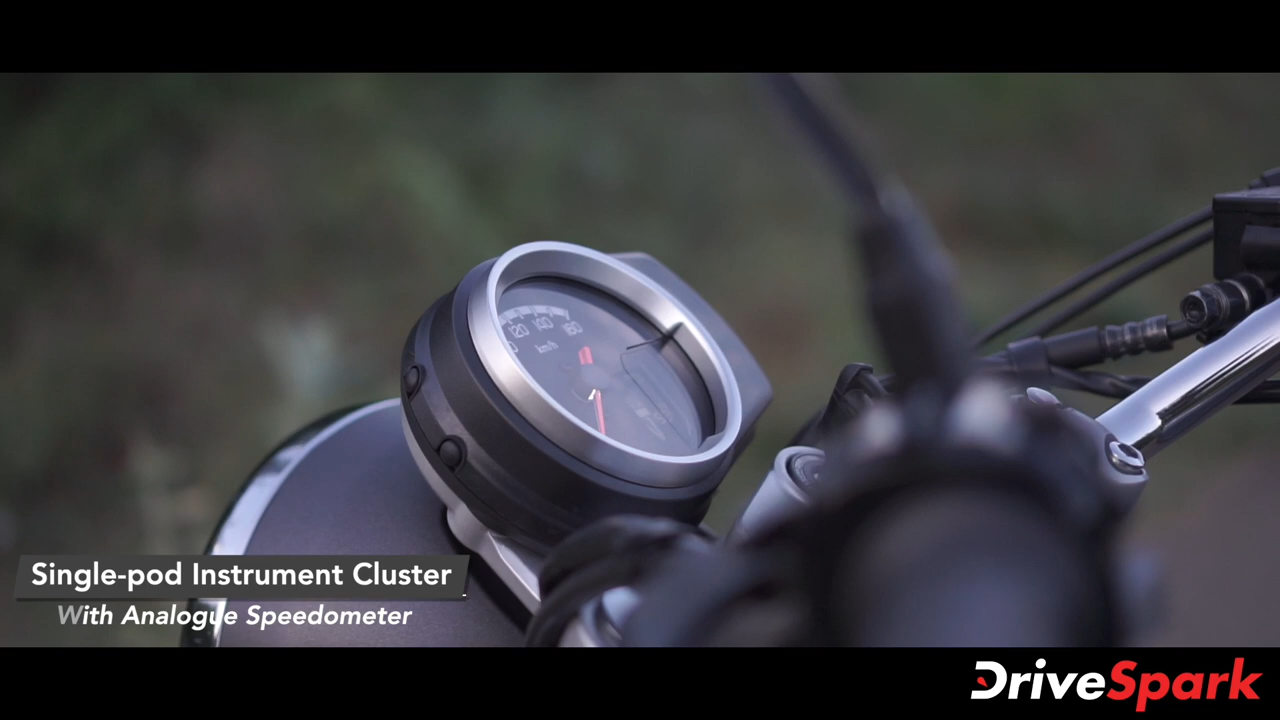 120 140 160
km/h
Single-pod Instrument Cluster
With Analogue Speedometer
DriveSpark